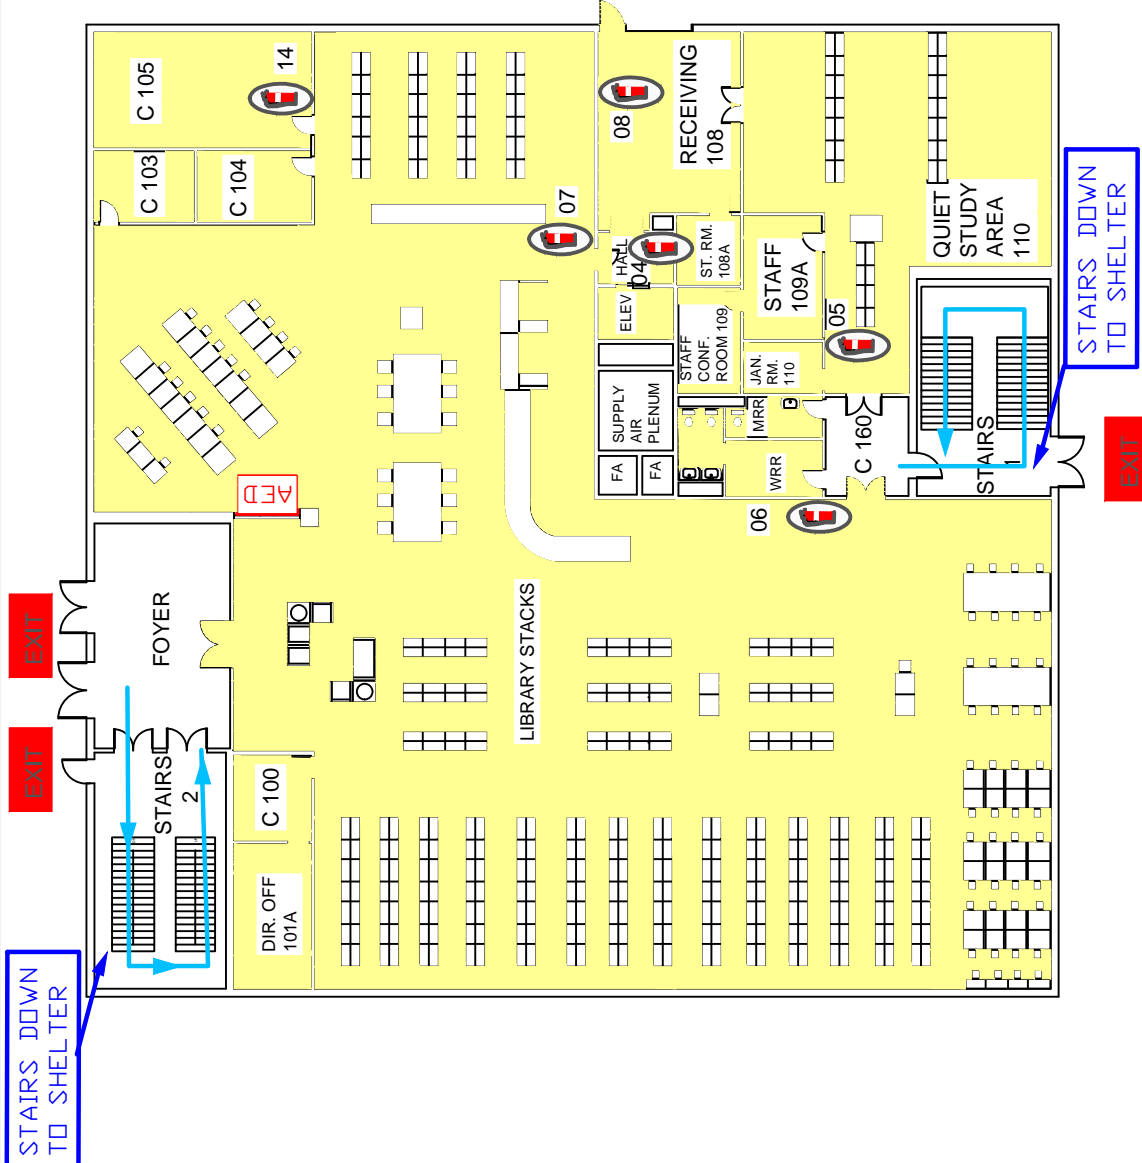 C 105
14
C 103
C 104
08
RECEIVING
108
07
HALL
04
ST. RM.
108A
QUIET
STUDY
AREA
110
STAIRS DOWN
TO SHELTER
ELEV
STAFF
CONF.
ROOM 109
STAFF
109A
05
JAN.
RM.
110
SUPPLY
AIR
PLENUM
FA
FA
MRR
WRR
C 160
STAIRS
1
EXIT
06
AED
FOYER
EXIT
EXIT
LIBRARY STACKS
STAIRS
2
C 100
DIR. OFF
101A
STAIRS DOWN
TO SHELTER